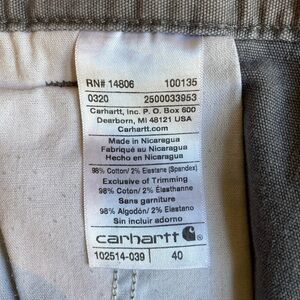 RN# 14806 100135
0320 2500033953
Carhartt, Inc. P. O. Box 600
Dearborn, MI 48121 USA
Carhartt.com
Made in Nicaragua
Fabriqué au Nicaragua
Hecho en Nicaragua
98% Cotton/ 2% Elastane (Spandex)
Exclusive of Trimming
98% Coton/ 2% Élasthanne
Sans garniture
98% Algodón/ 2% Elastano
Sin incluir adorno
carhartt
102514-039 40